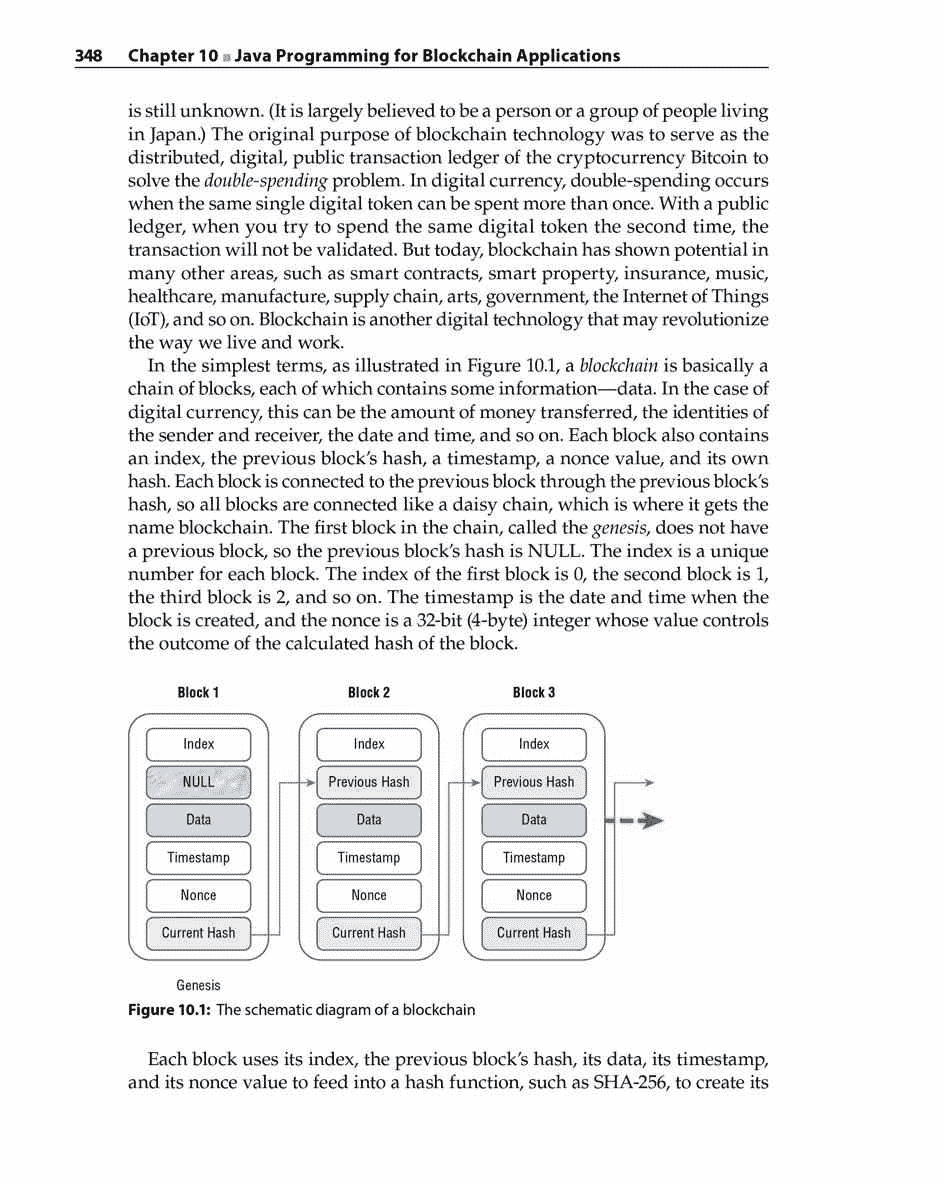 348 Chapter 10 ■ Java Programming for Blockchain Applications
is still unknown. (It is largely believed to be a person or a group of people living
in Japan.) The original purpose of blockchain technology was to serve as the
distributed, digital, public transaction ledger of the cryptocurrency Bitcoin to
solve the double-spending problem. In digital currency, double-spending occurs
when the same single digital token can be spent more than once. With a public
ledger, when you try to spend the same digital token the second time, the
transaction will not be validated. But today, blockchain has shown potential in
many other areas, such as smart contracts, smart property, insurance, music,
healthcare, manufacture, supply chain, arts, government, the Internet of Things
(IoT), and so on. Blockchain is another digital technology that may revolutionize
the way we live and work.
In the simplest terms, as illustrated in Figure 10.1, a blockchain is basically a
chain of blocks, each of which contains some information—data. In the case of
digital currency, this can be the amount of money transferred, the identities of
the sender and receiver, the date and time, and so on. Each block also contains
an index, the previous block's hash, a timestamp, a nonce value, and its own
hash. Each block is connected to the previous block through the previous block's
hash, so all blocks are connected like a daisy chain, which is where it gets the
name blockchain. The first block in the chain, called the genesis, does not have
a previous block, so the previous block's hash is NULL. The index is a unique
number for each block. The index of the first block is 0, the second block is 1,
the third block is 2, and so on. The timestamp is the date and time when the
block is created, and the nonce is a 32-bit (4-byte) integer whose value controls
the outcome of the calculated hash of the block.
Block 1 Block 2 Block 3
Index Index Index
NULL Previous Hash Previous Hash
Data Data Data
Timestamp Timestamp Timestamp
Nonce Nonce Nonce
Current Hash Current Hash Current Hash
Genesis
Figure 10.1: The schematic diagram of a blockchain
Each block uses its index, the previous block's hash, its data, its timestamp,
and its nonce value to feed into a hash function, such as SHA-256, to create its